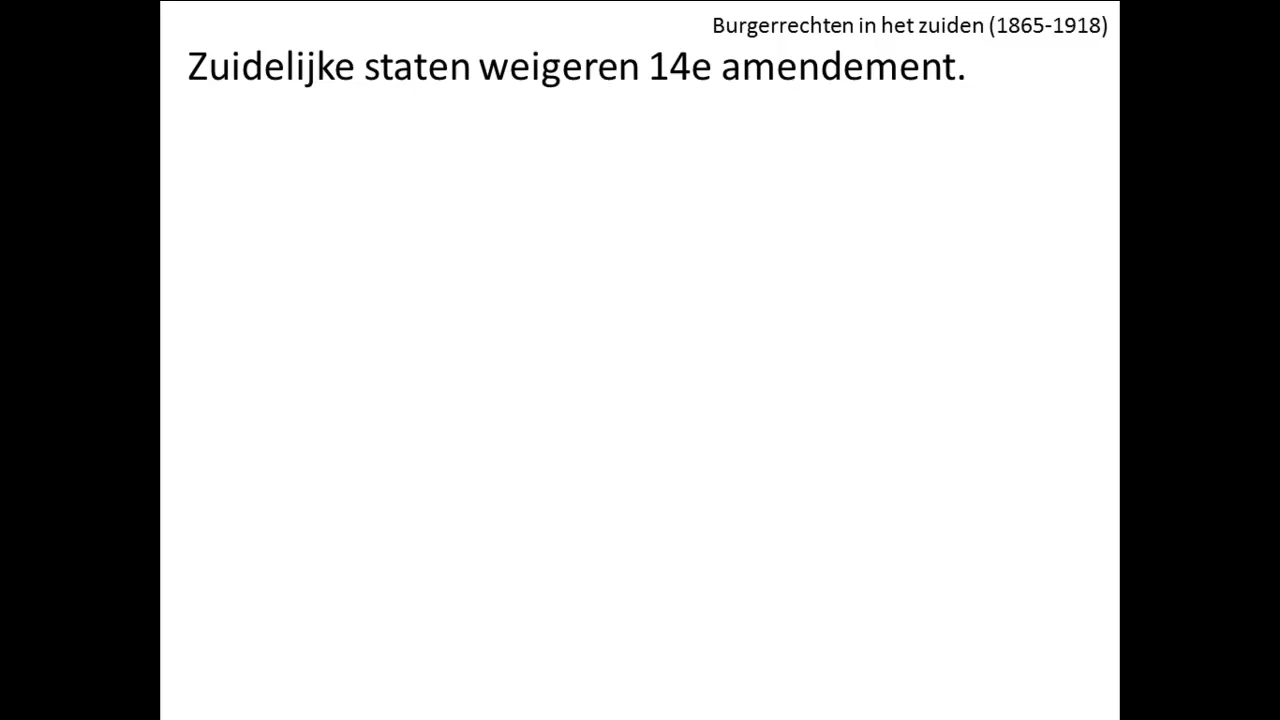 Burgerrechten in het zuiden (1865-1918)
Zuidelijke staten weigeren 14e amendement.